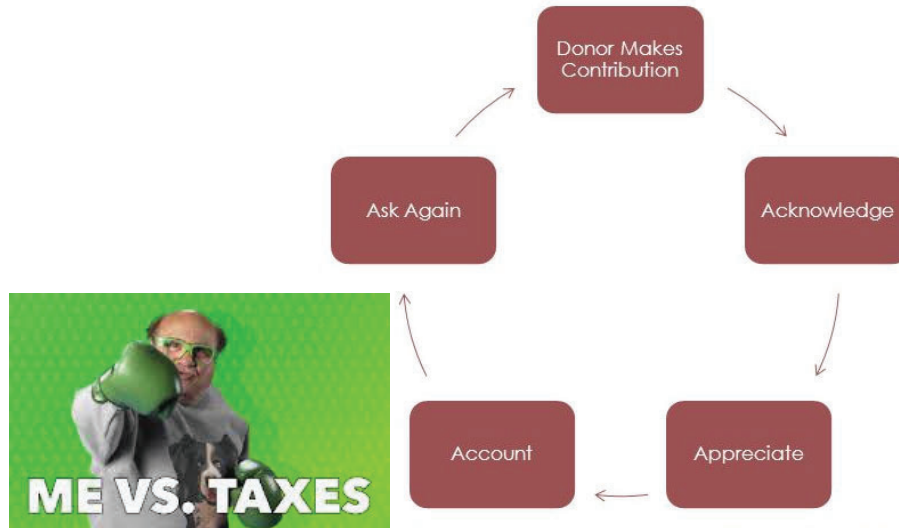 Donor Makes
Contribution
Acknowledge
Appreciate
Account
Ask Again
ME VS. TAXES